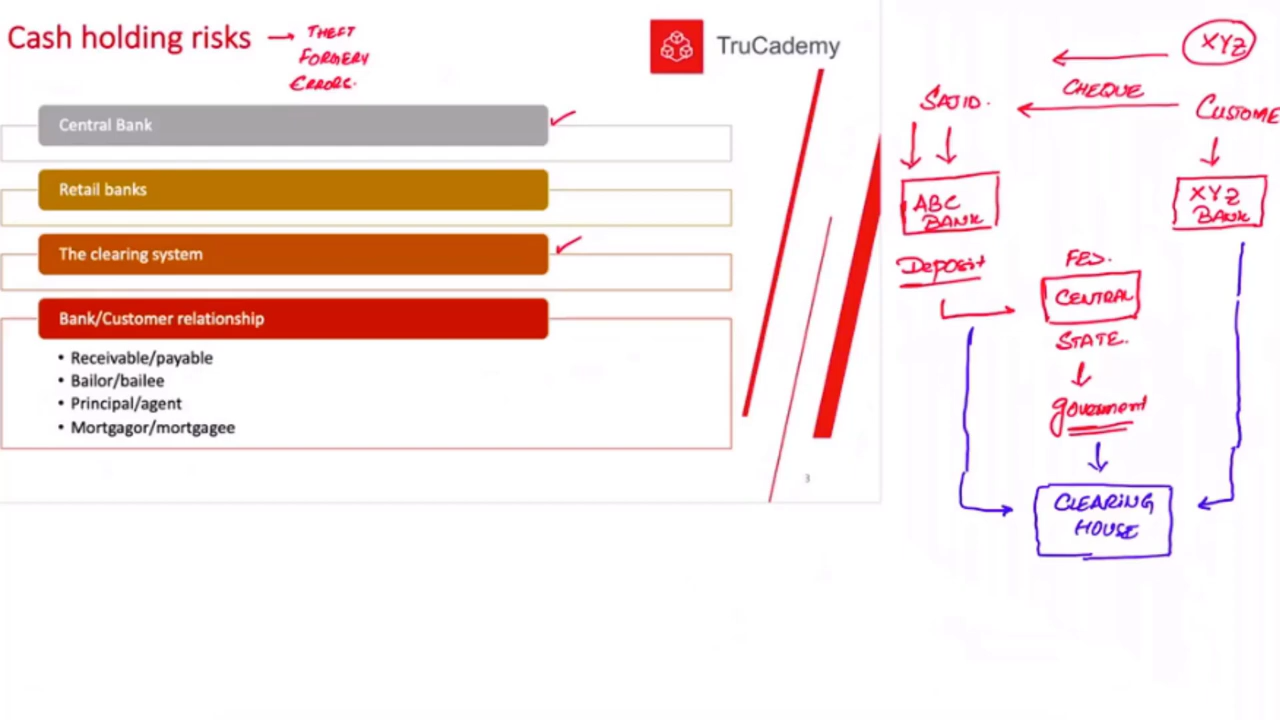 Cash holding risks → THEFT
FORGERY
ERRORS.
TruCademy
Central Bank
Retail banks
The clearing system
Bank/Customer relationship
• Receivable/payable
• Bailor/bailee
• Principal/agent
• Mortgagor/mortgagee
3
XYZ
CHEQUE
SAJID.
CUSTOME
ABC
BANK
XYZ
BANK
Deposit
FED.
CENTRAL
STATE.
CLEARING
HOUSE